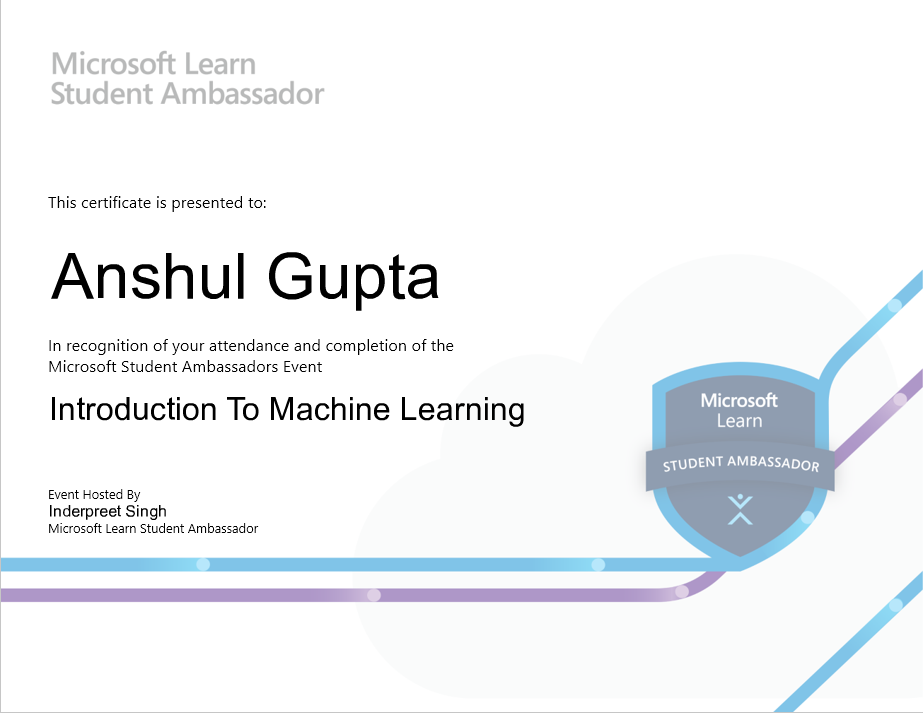 Microsoft Learn
Student Ambassador
This certificate is presented to:
Anshul Gupta
In recognition of your attendance and completion of the
Microsoft Student Ambassadors Event
Introduction To Machine Learning
Event Hosted By
Inderpreet Singh
Microsoft Learn Student Ambassador
Microsoft
Learn
STUDENT AMBASSADOR